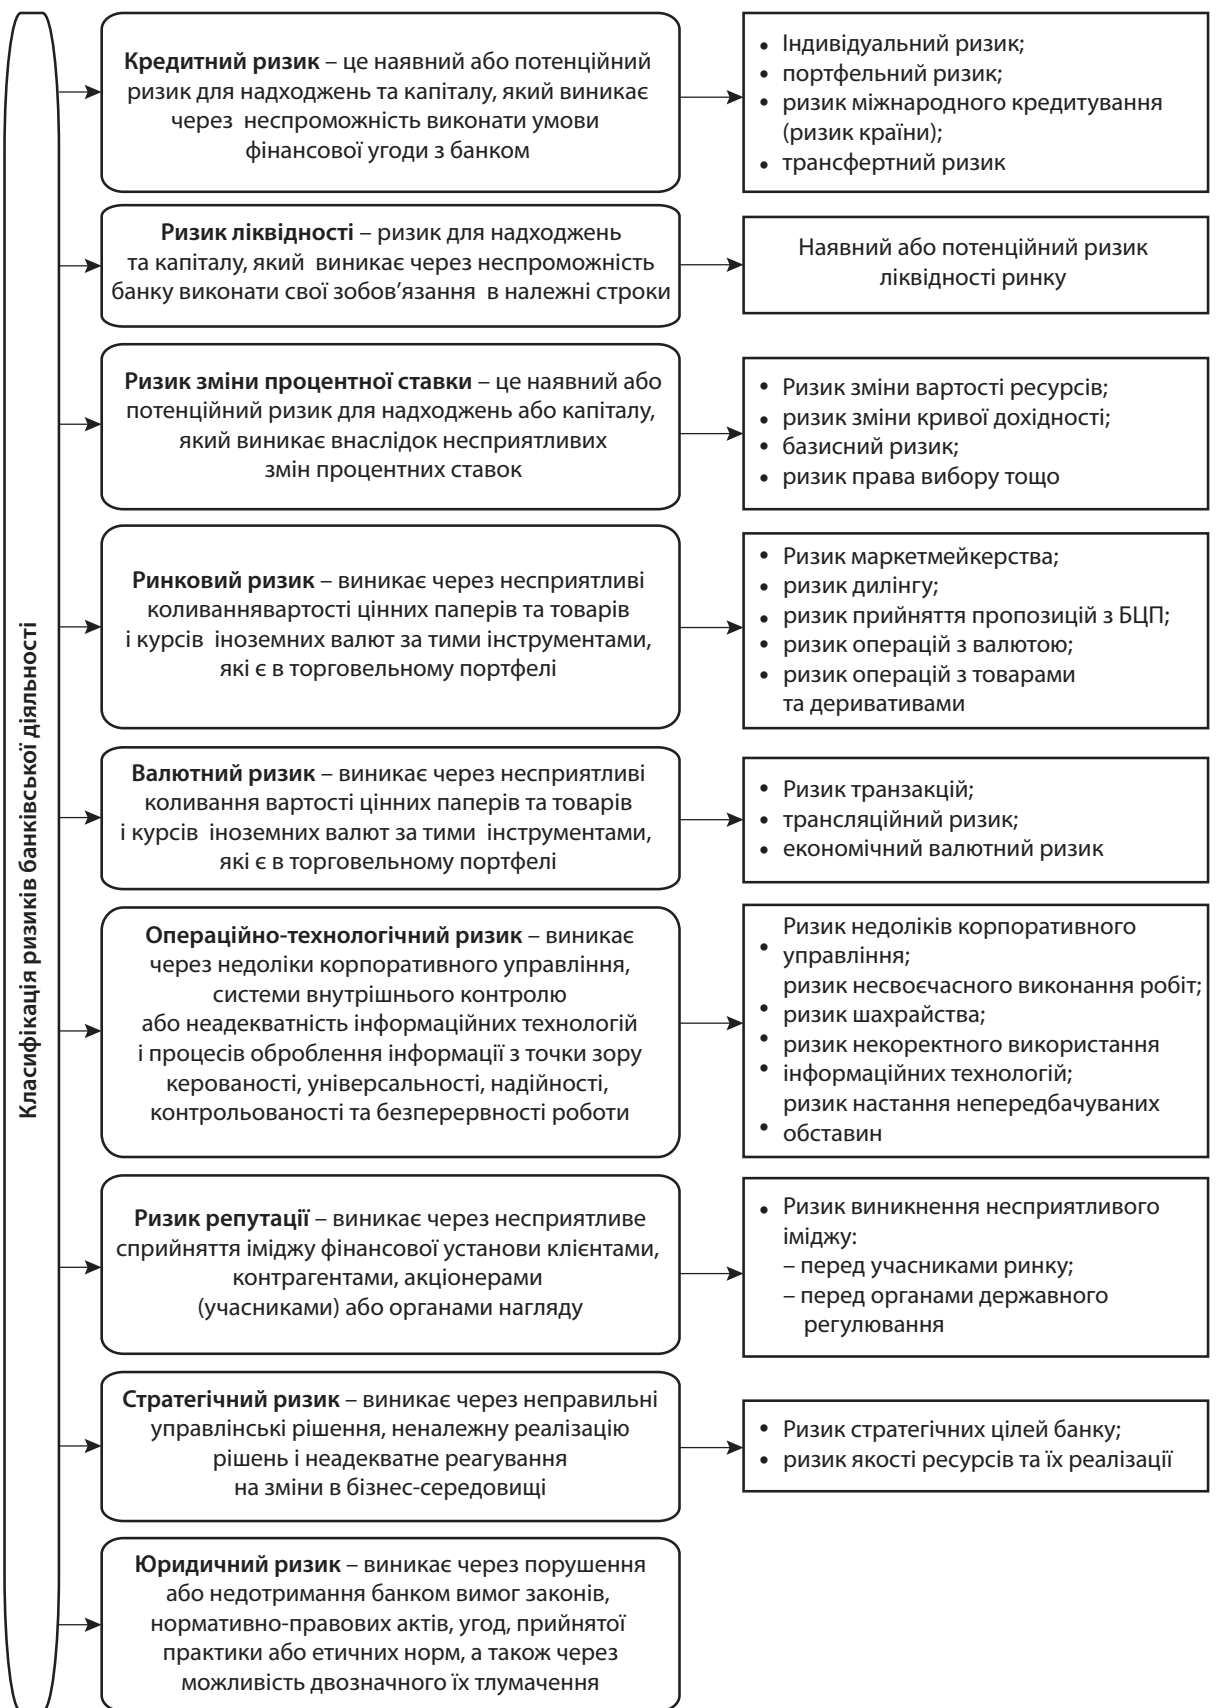 Класифікація ризиків банківської діяльності
Кредитний ризик – це наявний або потенційний
ризик для надходжень та капіталу, який виникає
через неспроможність виконати умови
фінансової угоди з банком
• Індивідуальний ризик;
• портфельний ризик;
• ризик міжнародного кредитування
(ризик країни);
• трансфертний ризик
Ризик ліквідності – ризик для надходжень
та капіталу, який виникає через неспроможність
банку виконати свої зобов’язання в належні строки
Наявний або потенційний ризик
ліквідності ринку
Ризик зміни процентної ставки – це наявний або
потенційний ризик для надходжень або капіталу,
який виникає внаслідок несприятливих
змін процентних ставок
• Ризик зміни вартості ресурсів;
• ризик зміни кривої дохідності;
• базисний ризик;
• ризик права вибору тощо
Ринковий ризик – виникає через несприятливі
коливаннявартості цінних паперів та товарів
і курсів іноземних валют за тими інструментами,
які є в торговельному портфелі
• Ризик маркетмейкерства;
• ризик дилінгу;
• ризик прийняття пропозицій з БЦП;
• ризик операцій з валютою;
• ризик операцій з товарами
та деривативами
Валютний ризик – виникає через несприятливі
коливання вартості цінних паперів та товарів
і курсів іноземних валют за тими інструментами,
які є в торговельному портфелі
• Ризик транзакцій;
• трансляційний ризик;
• економічний валютний ризик
Операційно-технологічний ризик – виникає
через недоліки корпоративного управління,
системи внутрішнього контролю
або неадекватність інформаційних технологій
і процесів оброблення інформації з точки зору
керованості, універсальності, надійності,
контрольованості та безперервності роботи
Ризик недоліків корпоративного
• управління;
ризик несвоєчасного виконання робіт;
• ризик шахрайства;
• ризик некоректного використання
• інформаційних технологій;
ризик настання непередбачуваних
• обставин
Ризик репутації – виникає через несприятливе
сприйняття іміджу фінансової установи клієнтами,
контрагентами, акціонерами
(учасниками) або органами нагляду
• Ризик виникнення несприятливого
іміджу:
– перед учасниками ринку;
– перед органами державного
регулювання
Стратегічний ризик – виникає через неправильні
управлінські рішення, неналежну реалізацію
рішень і неадекватне реагування
на зміни в бізнес-середовищі
• Ризик стратегічних цілей банку;
• ризик якості ресурсів та їх реалізації
Юридичний ризик – виникає через порушення
або недотримання банком вимог законів,
нормативно-правових актів, угод, прийнятої
практики або етичних норм, а також через
можливість двозначного їх тлумачення